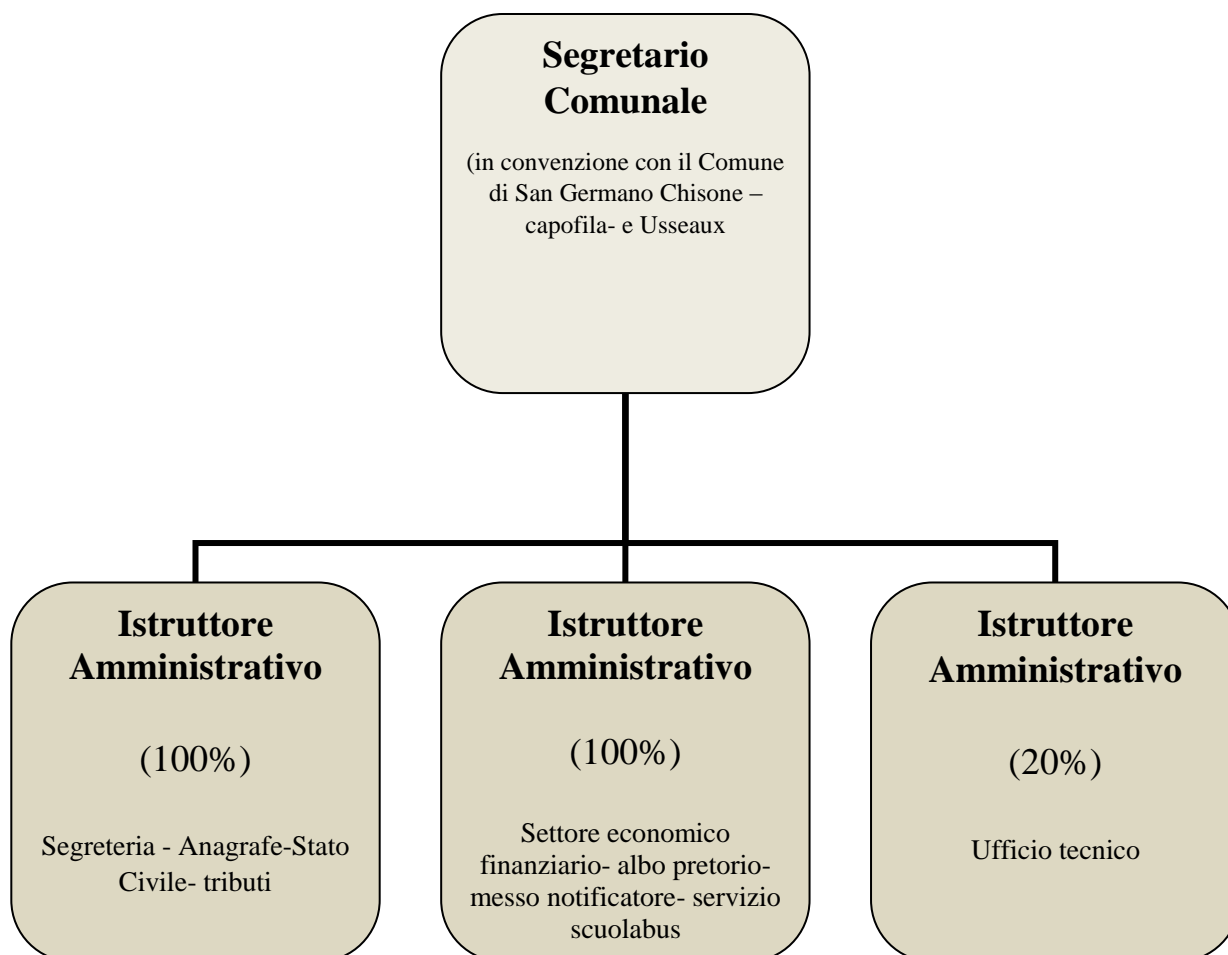 Segretario
Comunale
(in convenzione con il Comune
di San Germano Chisone –
capofila- e Usseaux
Istruttore
Amministrativo
(100%)
Segreteria - Anagrafe-Stato
Civile- tributi
Istruttore
Amministrativo
(100%)
Settore economico
finanziario- albo pretorio-
messo notificatore- servizio
scuolabus
Istruttore
Amministrativo
(20%)
Ufficio tecnico